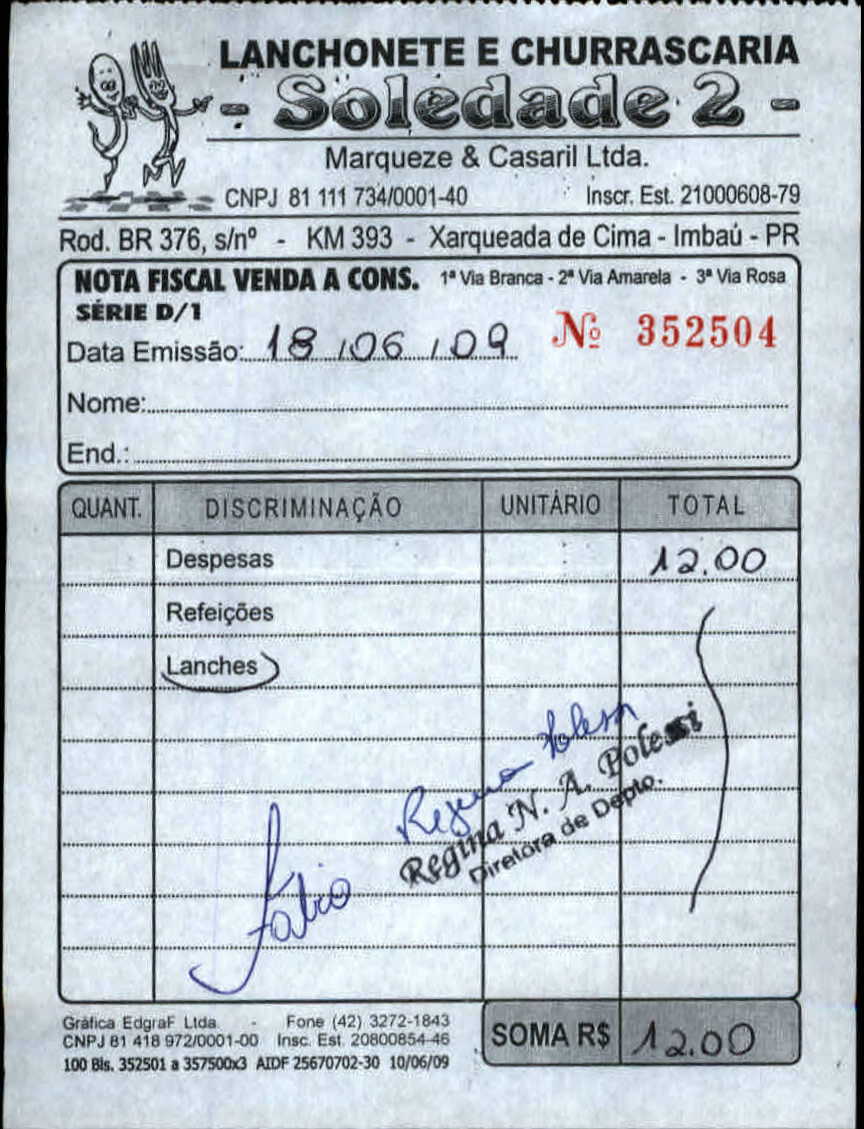 LANCHONETE E CHURRASCARIA
- Soledade 2 -
Marqueze & Casaril Ltda.
CNPJ 81 111 734/0001-40 Inscr. Est. 21000608-79
Rod. BR 376, s/nº - KM 393 - Xarqueada de Cima - Imbaú - PR
NOTA FISCAL VENDA A CONS. 1ª Via Branca - 2ª Via Amarela - 3ª Via Rosa
SÉRIE D/1
Data Emissão: 18/06/09 Nº 352504
Nome:
End.:
QUANT. DISCRIMINAÇÃO UNITÁRIO TOTAL
Despesas 12.00
Refeições
Lanches
Regina Polessi
Regina N. A. Polessi
Diretora de Depto.
Fabio
Gráfica EdgraF Ltda. - Fone (42) 3272-1843
CNPJ 81 418 972/0001-00 Insc. Est. 20800854-46
100 Bls. 352501 a 357500x3 AIDF 25670702-30 10/06/09
SOMA R$ 12.00